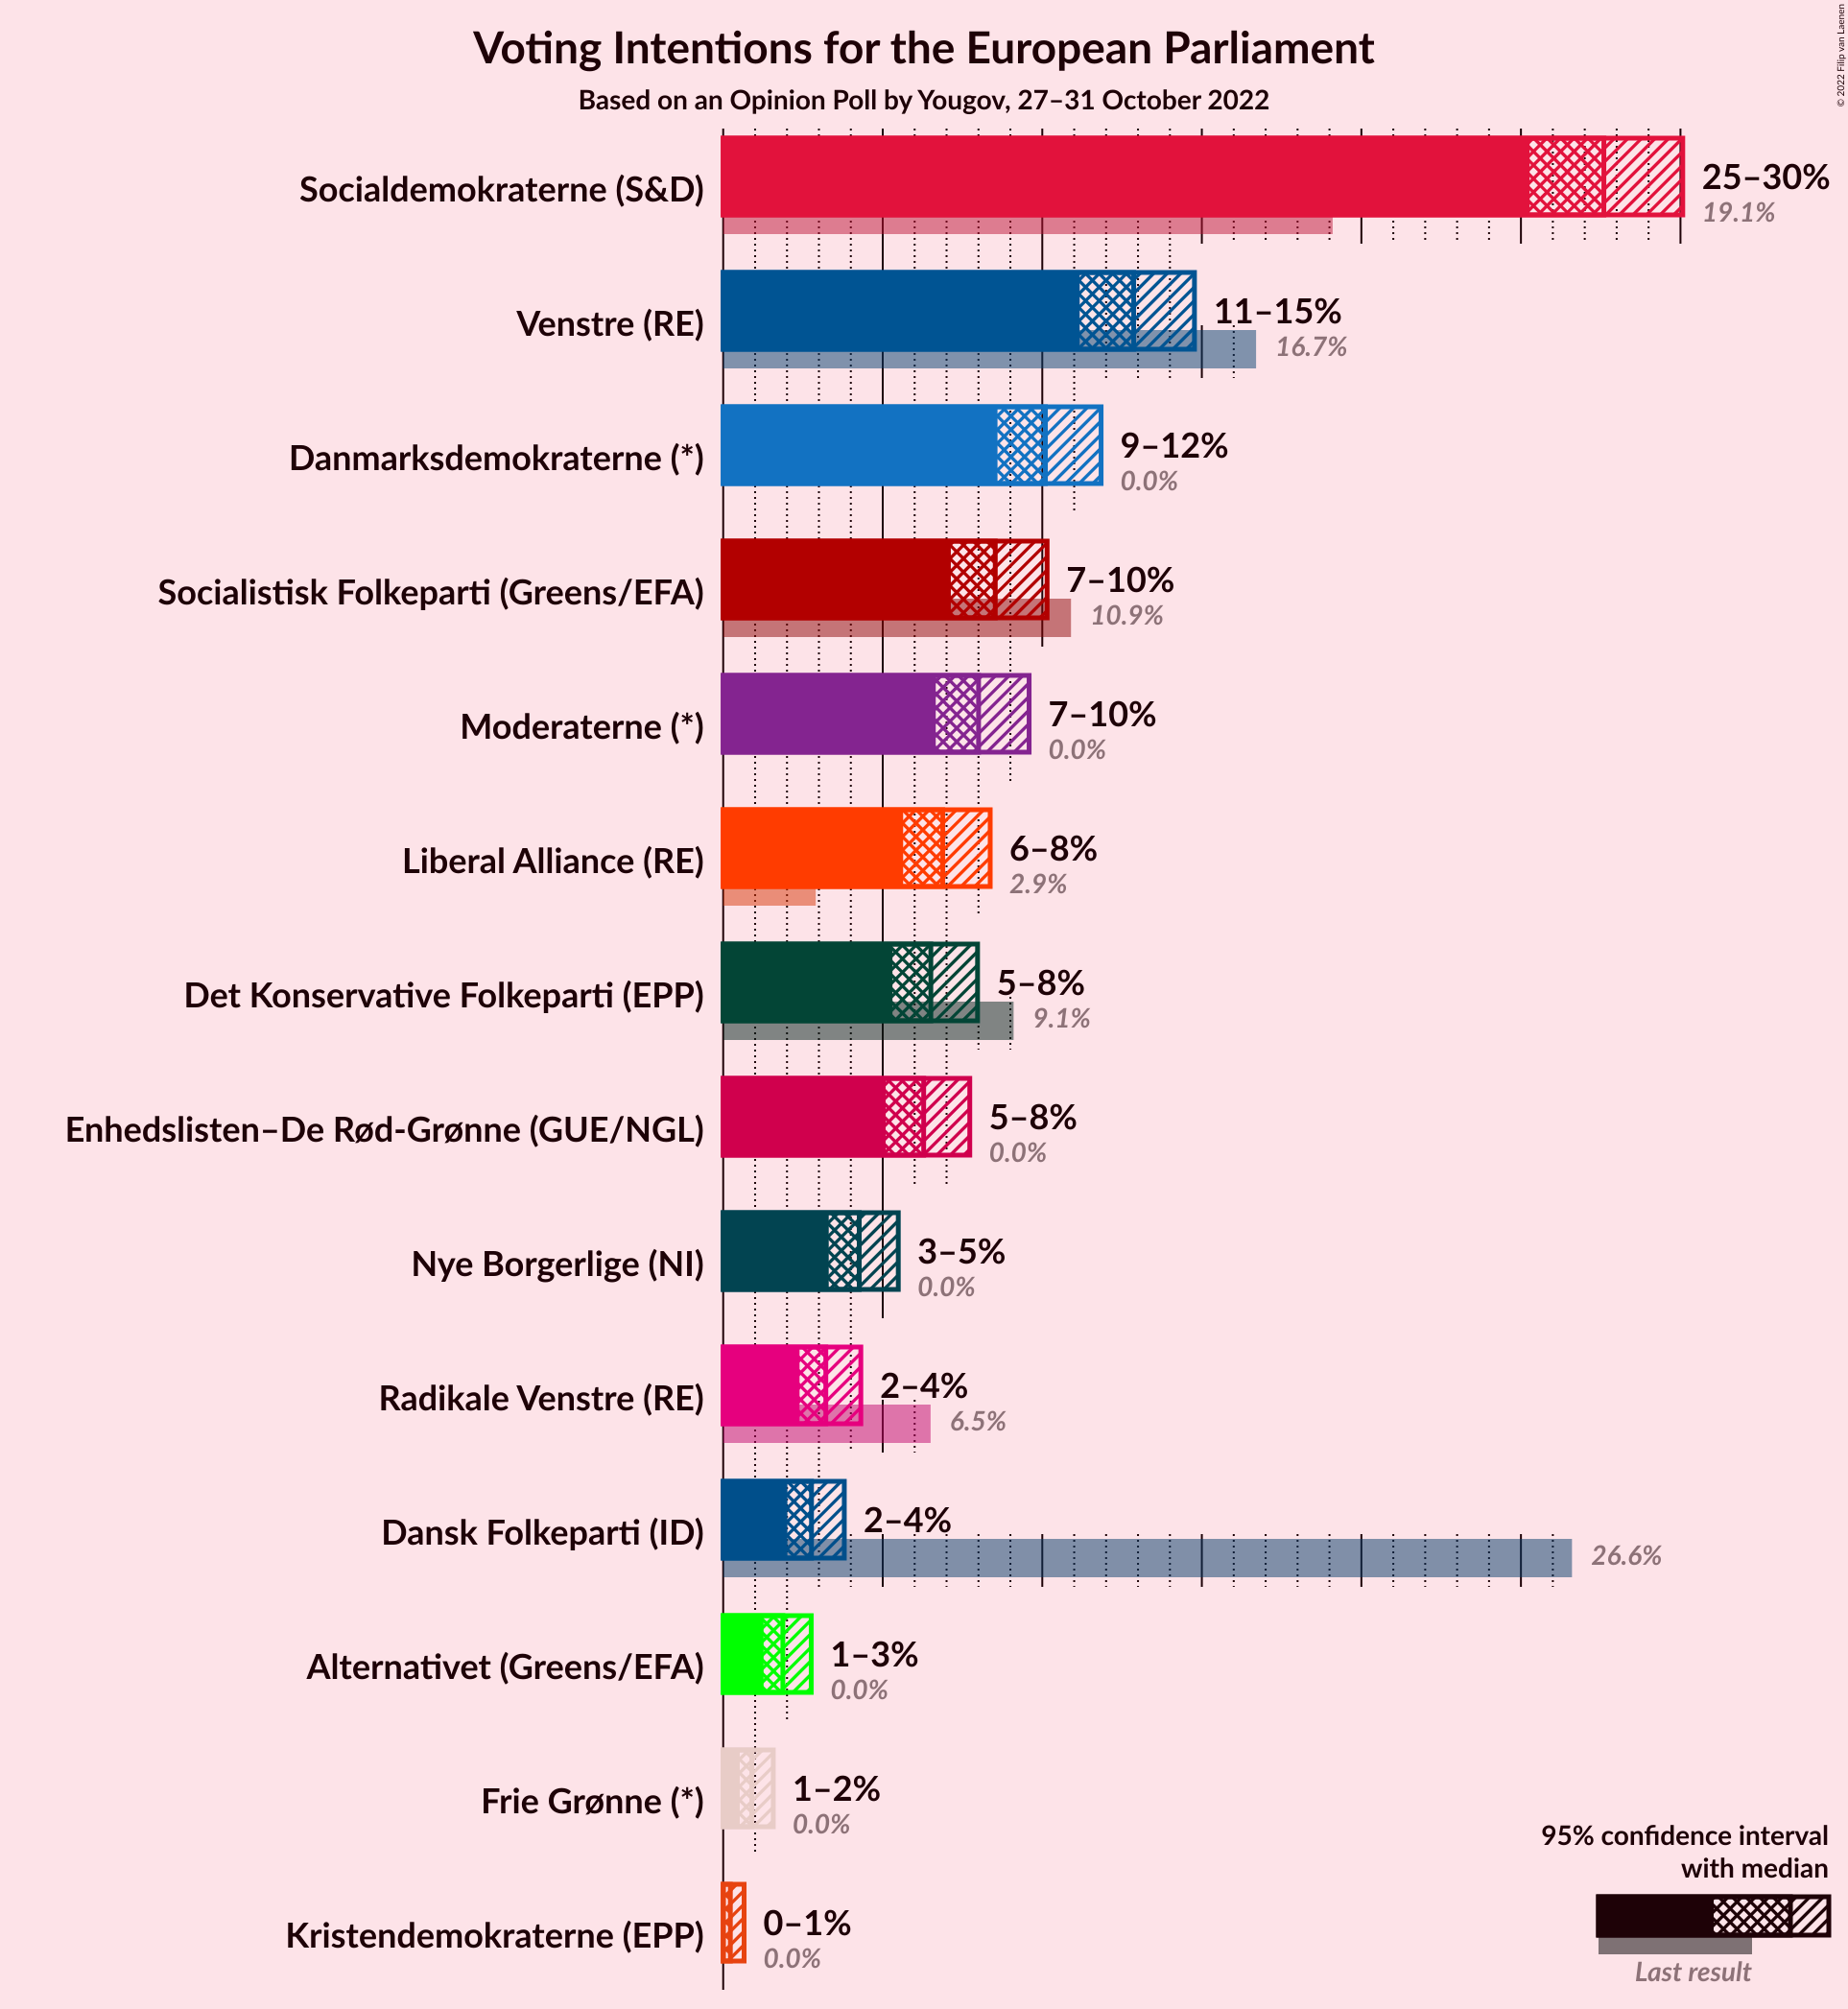 Voting Intentions for the European Parliament
Based on an Opinion Poll by Yougov, 27–31 October 2022
© 2022 Filip van Laenen
Socialdemokraterne (S&D)
25–30%
19.1%
Venstre (RE)
11–15%
16.7%
Danmarksdemokraterne (*)
9–12%
0.0%
Socialistisk Folkeparti (Greens/EFA)
7–10%
10.9%
Moderaterne (*)
7–10%
0.0%
Liberal Alliance (RE)
6–8%
2.9%
Det Konservative Folkeparti (EPP)
5–8%
9.1%
Enhedslisten–De Rød-Grønne (GUE/NGL)
5–8%
0.0%
Nye Borgerlige (NI)
3–5%
0.0%
Radikale Venstre (RE)
2–4%
6.5%
Dansk Folkeparti (ID)
2–4%
26.6%
Alternativet (Greens/EFA)
1–3%
0.0%
Frie Grønne (*)
1–2%
0.0%
Kristendemokraterne (EPP)
0–1%
0.0%
95% confidence interval
with median
Last result